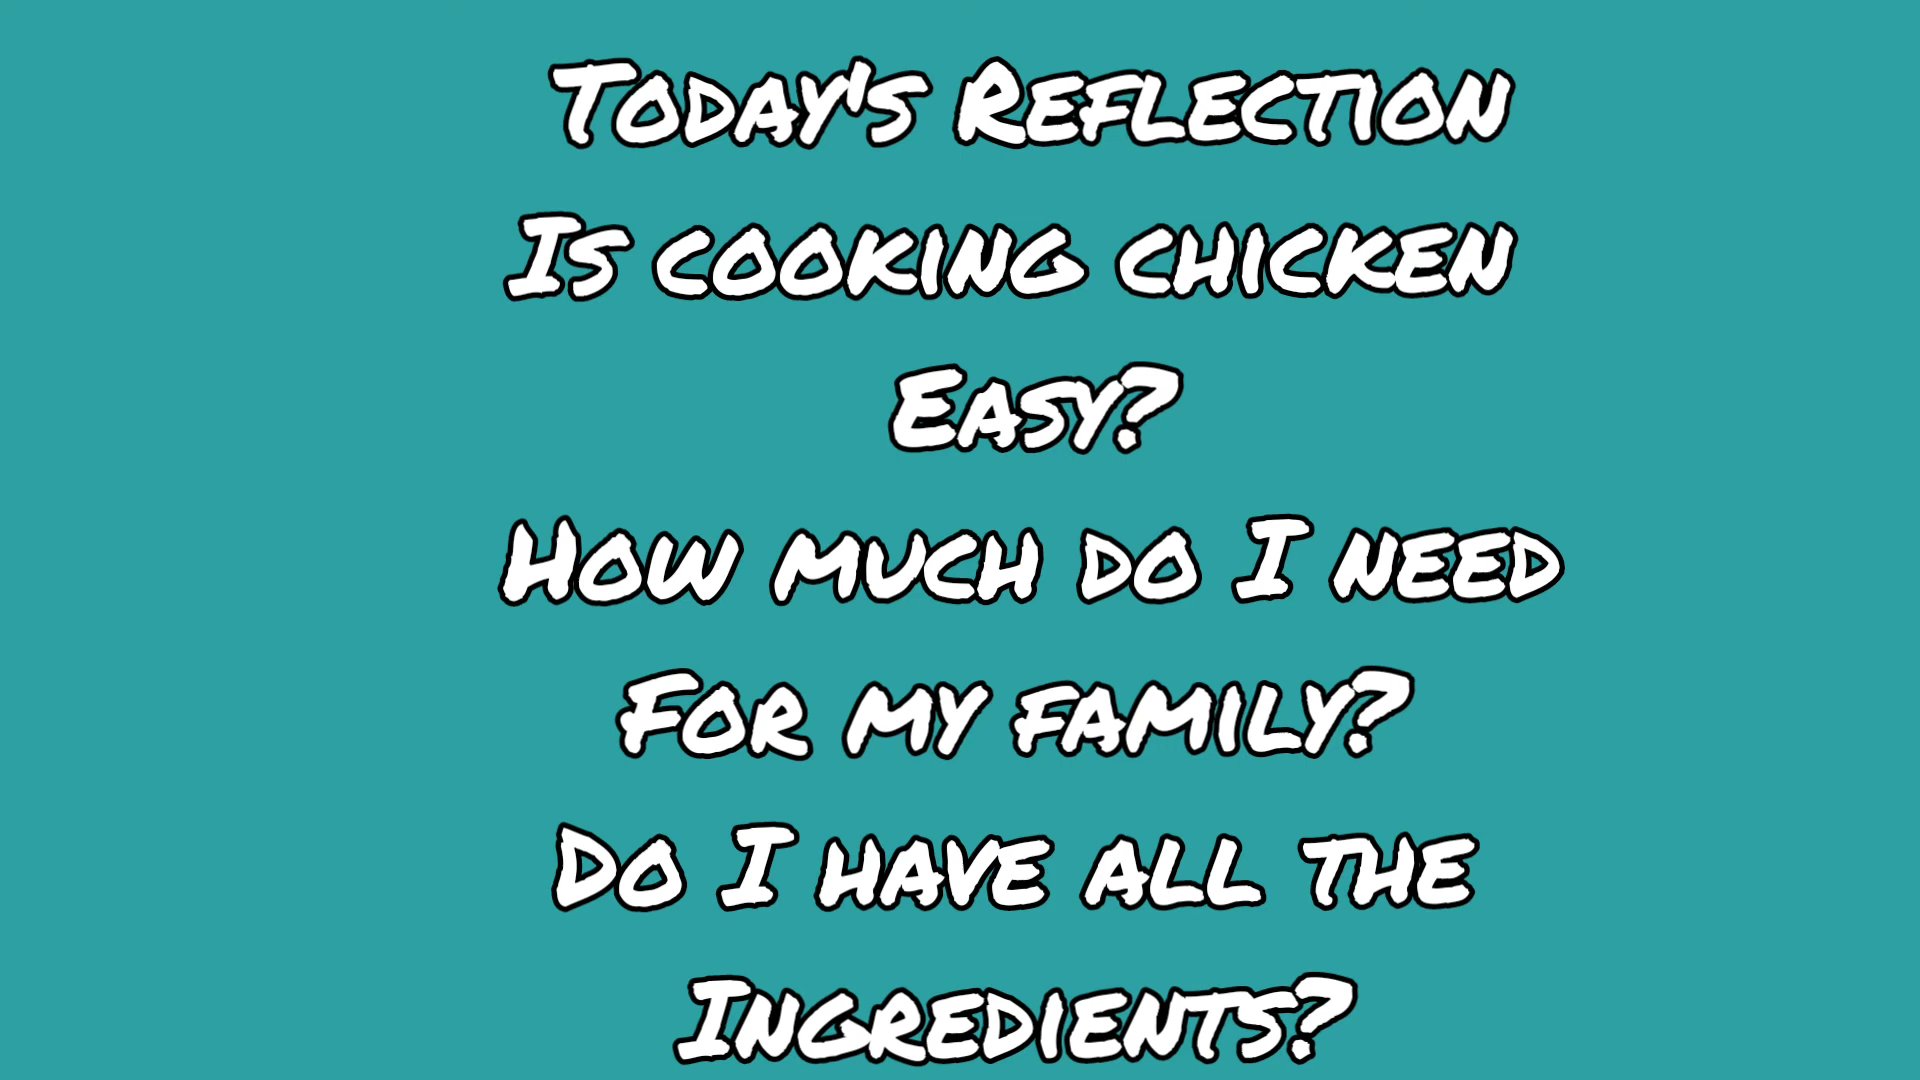 Today's Reflection
Is cooking chicken
Easy?
How much do I need
For my family?
Do I have all the
Ingredients?